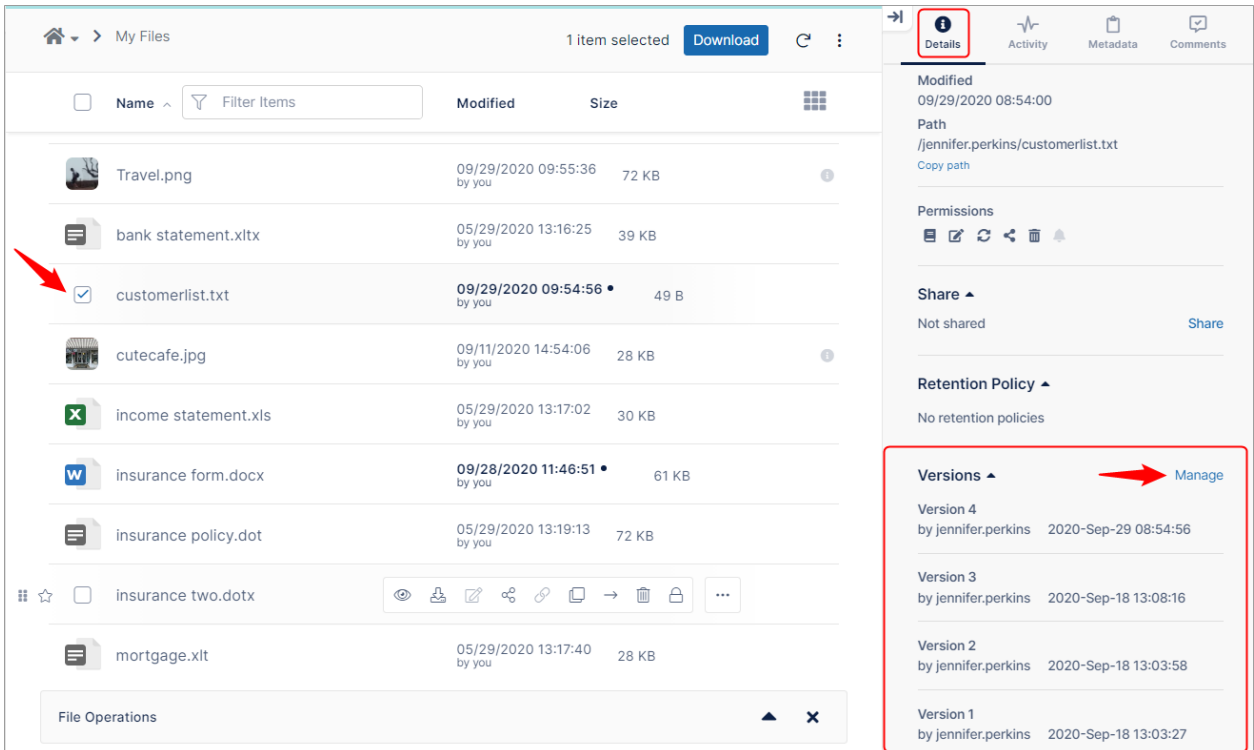 My Files
1 item selected
Download
Name
Filter Items
Modified
Size
Travel.png
09/29/2020 09:55:36
by you
72 KB
bank statement.xltx
05/29/2020 13:16:25
by you
39 KB
customerlist.txt
09/29/2020 09:54:56
by you
49 B
cutecafe.jpg
09/11/2020 14:54:06
by you
28 KB
income statement.xls
05/29/2020 13:17:02
by you
30 KB
insurance form.docx
09/28/2020 11:46:51
by you
61 KB
insurance policy.dot
05/29/2020 13:19:13
by you
72 KB
insurance two.dotx
mortgage.xlt
05/29/2020 13:17:40
by you
28 KB
File Operations
Details
Activity
Metadata
Comments
Modified
09/29/2020 08:54:00
Path
/jennifer.perkins/customerlist.txt
Copy path
Permissions
Share
Not shared
Share
Retention Policy
No retention policies
Versions
Manage
Version 4
by jennifer.perkins 2020-Sep-29 08:54:56
Version 3
by jennifer.perkins 2020-Sep-18 13:08:16
Version 2
by jennifer.perkins 2020-Sep-18 13:03:58
Version 1
by jennifer.perkins 2020-Sep-18 13:03:27